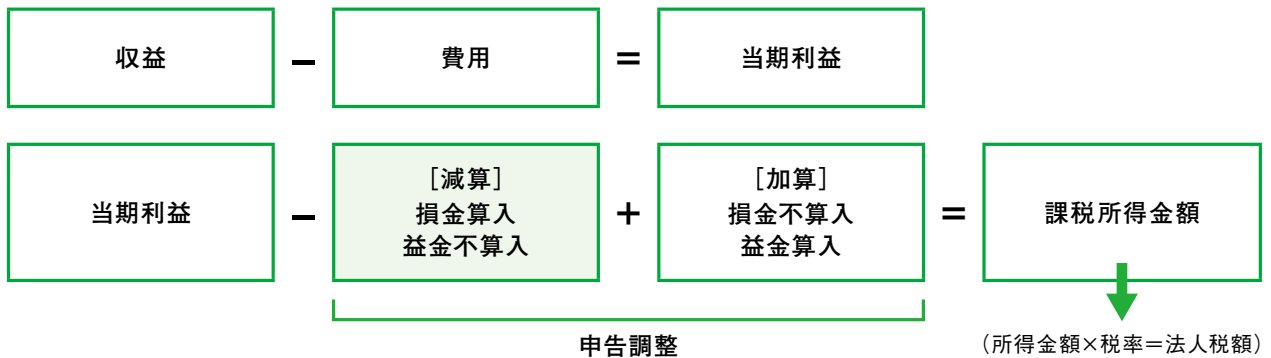 収益 − 費用 = 当期利益
当期利益 − [減算] 損金算入 益金不算入 + [加算] 損金不算入 益金算入 = 課税所得金額
申告調整
（所得金額×税率＝法人税額）